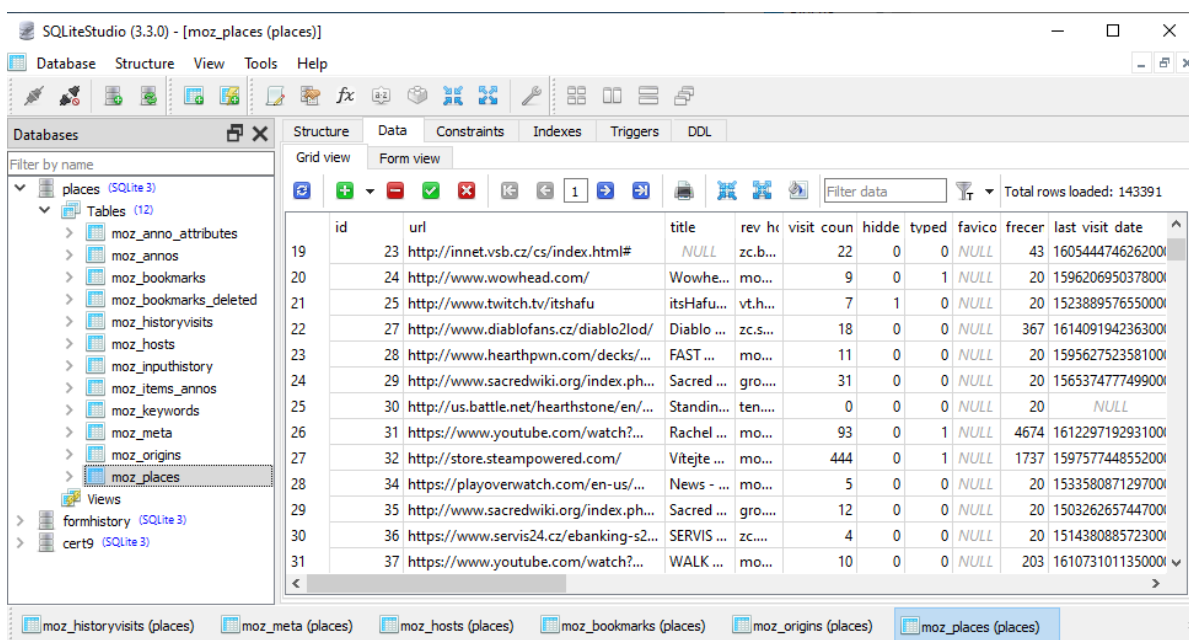 SQLiteStudio (3.3.0) - [moz_places (places)]
Database Structure View Tools Help
Databases
Filter by name
places (SQLite 3)
Tables (12)
moz_anno_attributes
moz_annos
moz_bookmarks
moz_bookmarks_deleted
moz_historyvisits
moz_hosts
moz_inputhistory
moz_items_annos
moz_keywords
moz_meta
moz_origins
moz_places
Views
formhistory (SQLite 3)
cert9 (SQLite 3)
Structure Data Constraints Indexes Triggers DDL
Grid view Form view
1 Filter data Total rows loaded: 143391
id url title rev ho visit coun hidde typed favico frecer last visit date
19 23 http://innet.vsb.cz/cs/index.html# NULL zc.b... 22 0 0 NULL 43 1605444746262000
20 24 http://www.wowhead.com/ Wowhe... mo... 9 0 1 NULL 20 1596206950378000
21 25 http://www.twitch.tv/itshafu itsHafu... vt.h... 7 1 0 NULL 20 1523889576550000
22 27 http://www.diablofans.cz/diablo2lod/ Diablo ... zc.s... 18 0 0 NULL 367 1614091942363000
23 28 http://www.hearthpwn.com/decks/... FAST ... mo... 11 0 0 NULL 20 1595627523581000
24 29 http://www.sacredwiki.org/index.ph... Sacred ... gro.... 31 0 0 NULL 20 1565374777499000
25 30 http://us.battle.net/hearthstone/en/... Standin... ten.... 0 0 0 NULL 20 NULL
26 31 https://www.youtube.com/watch?... Rachel ... mo... 93 0 1 NULL 4674 1612297192931000
27 32 http://store.steampowered.com/ Vítejte ... mo... 444 0 1 NULL 1737 1597577448552000
28 34 https://playoverwatch.com/en-us/... News - ... mo... 5 0 0 NULL 20 1533580871297000
29 35 http://www.sacredwiki.org/index.ph... Sacred ... gro.... 12 0 0 NULL 20 1503262657447000
30 36 https://www.servis24.cz/ebanking-s2... SERVIS ... zc.... 4 0 0 NULL 20 1514380885723000
31 37 https://www.youtube.com/watch?... WALK ... mo... 10 0 0 NULL 203 1610731011350000
moz_historyvisits (places) moz_meta (places) moz_hosts (places) moz_bookmarks (places) moz_origins (places) moz_places (places)